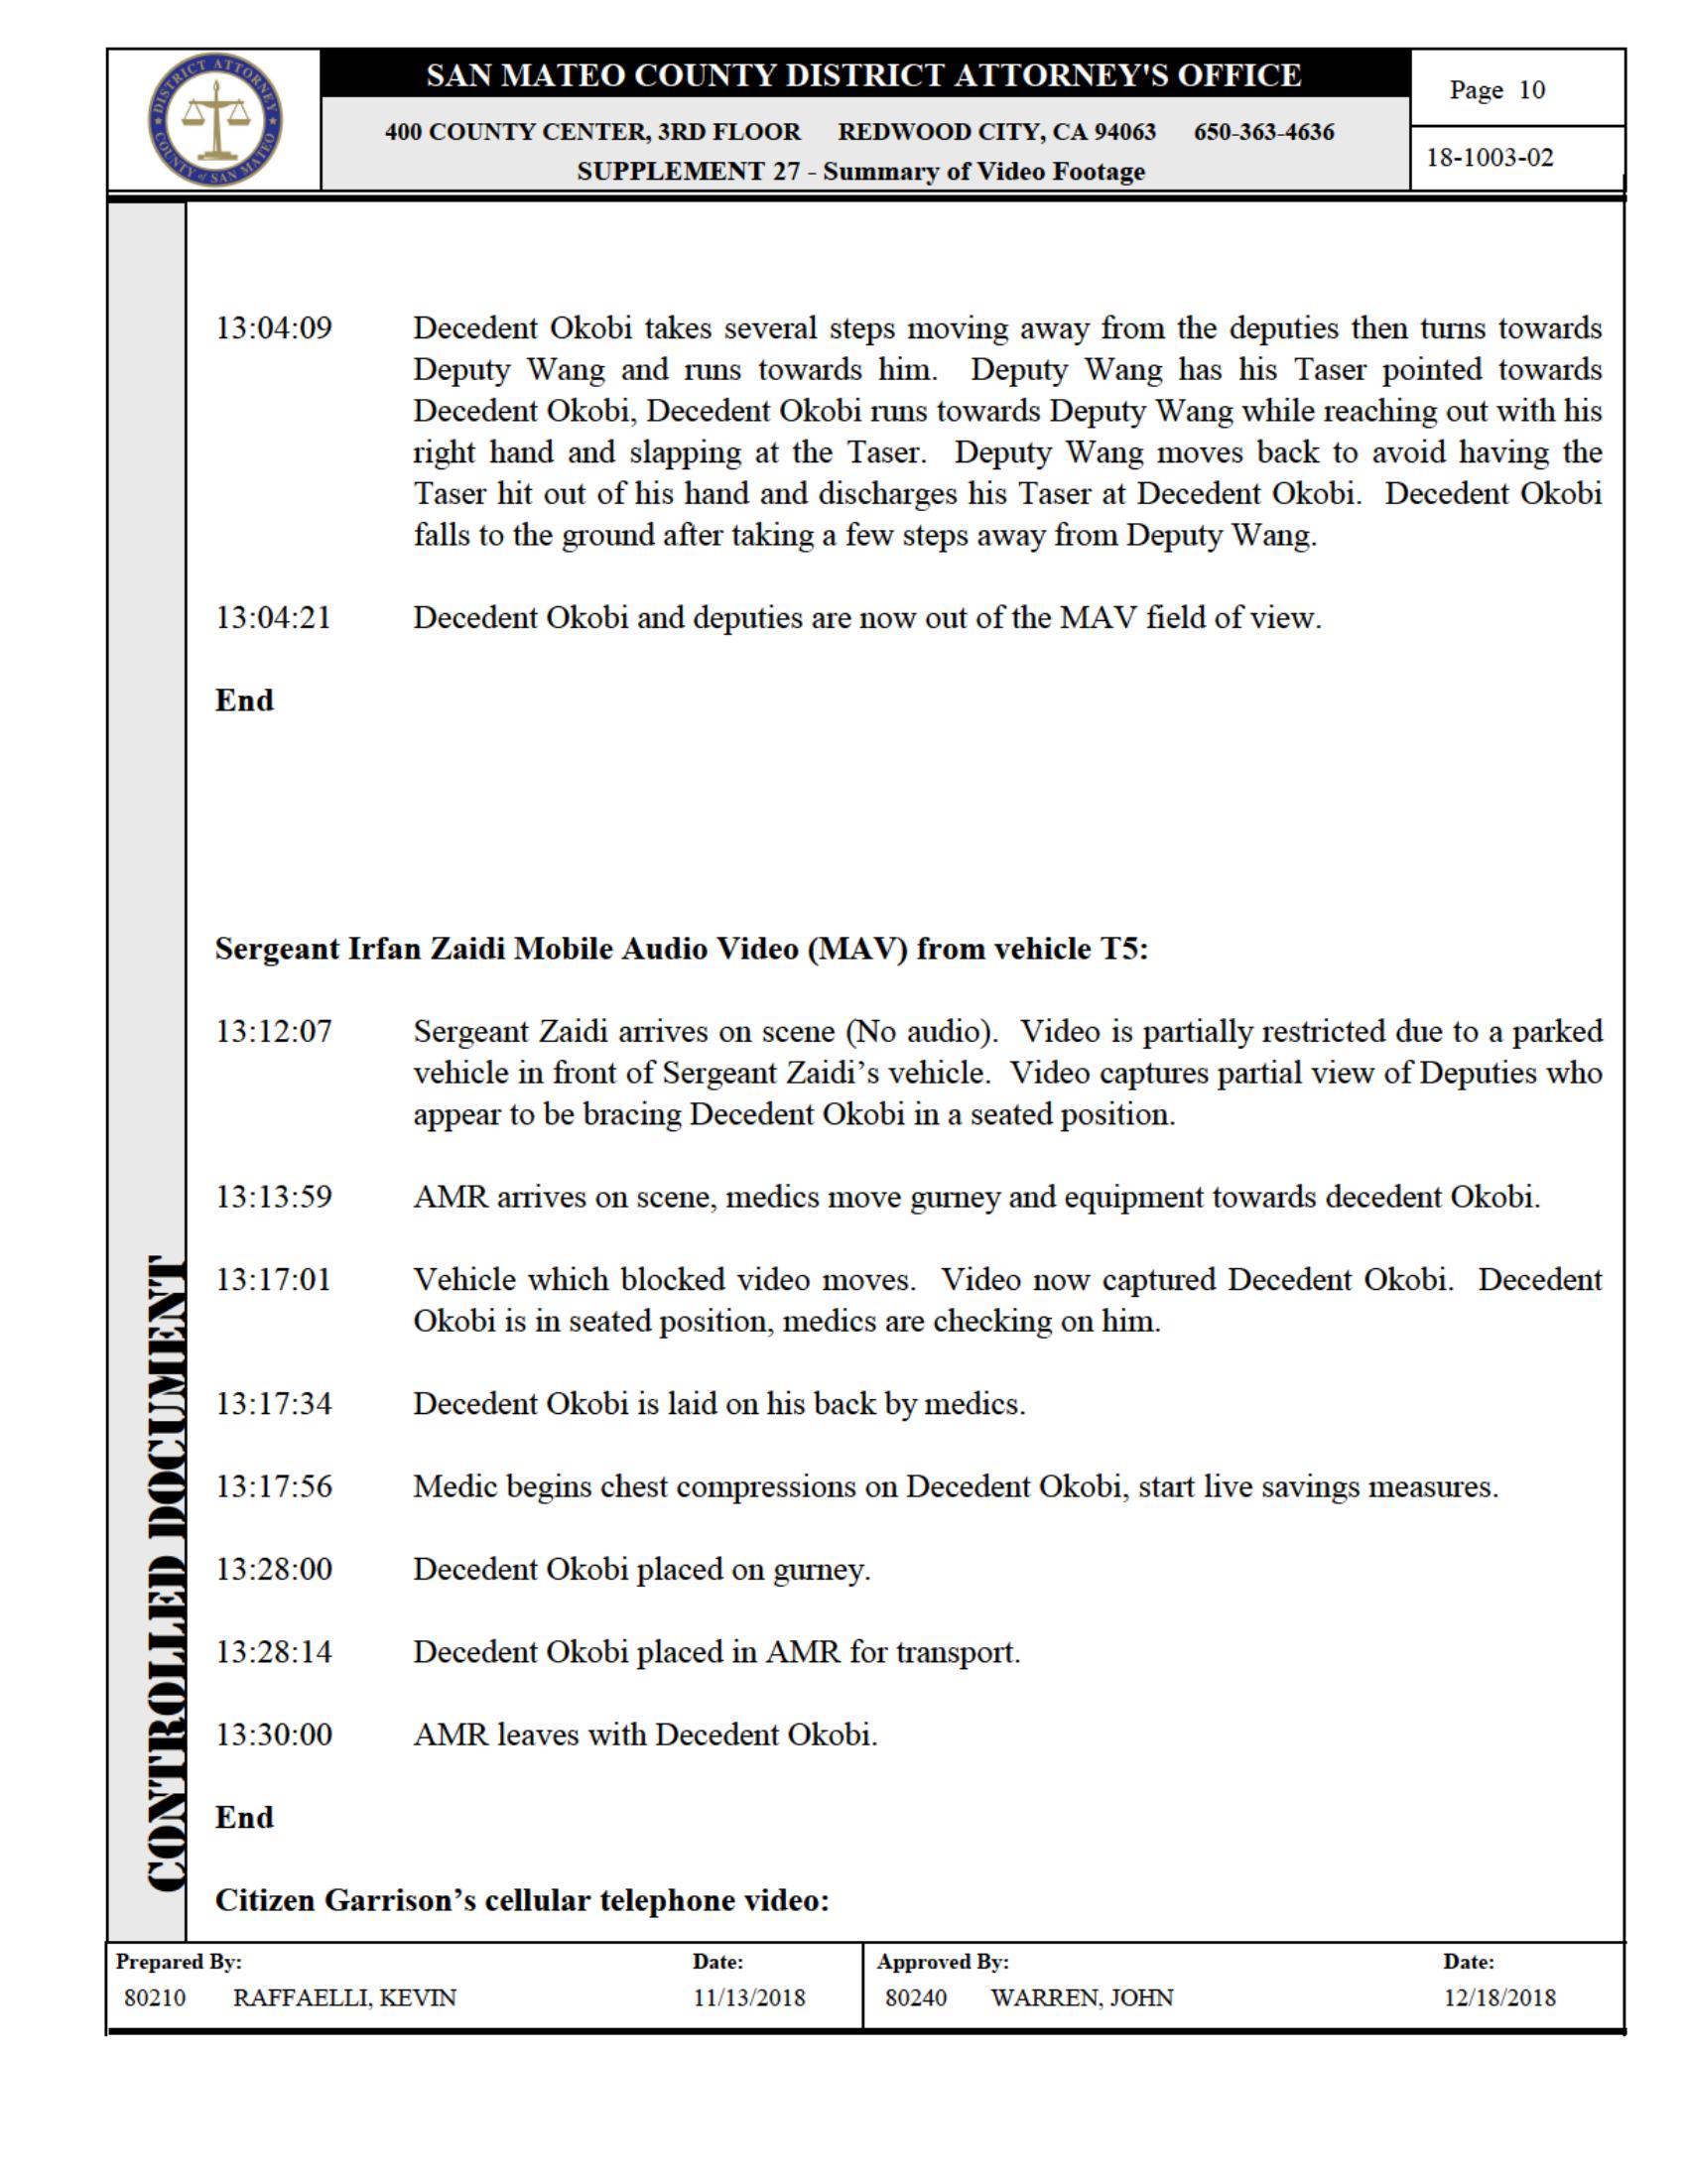 DISTRICT ATTORNEY
COUNTY of SAN MATEO
SAN MATEO COUNTY DISTRICT ATTORNEY'S OFFICE
400 COUNTY CENTER, 3RD FLOOR REDWOOD CITY, CA 94063 650-363-4636
SUPPLEMENT 27 - Summary of Video Footage
Page 10
18-1003-02
13:04:09 Decedent Okobi takes several steps moving away from the deputies then turns towards
Deputy Wang and runs towards him. Deputy Wang has his Taser pointed towards
Decedent Okobi, Decedent Okobi runs towards Deputy Wang while reaching out with his
right hand and slapping at the Taser. Deputy Wang moves back to avoid having the
Taser hit out of his hand and discharges his Taser at Decedent Okobi. Decedent Okobi
falls to the ground after taking a few steps away from Deputy Wang.
13:04:21 Decedent Okobi and deputies are now out of the MAV field of view.
End
Sergeant Irfan Zaidi Mobile Audio Video (MAV) from vehicle T5:
13:12:07 Sergeant Zaidi arrives on scene (No audio). Video is partially restricted due to a parked
vehicle in front of Sergeant Zaidi’s vehicle. Video captures partial view of Deputies who
appear to be bracing Decedent Okobi in a seated position.
13:13:59 AMR arrives on scene, medics move gurney and equipment towards decedent Okobi.
13:17:01 Vehicle which blocked video moves. Video now captured Decedent Okobi. Decedent
Okobi is in seated position, medics are checking on him.
13:17:34 Decedent Okobi is laid on his back by medics.
13:17:56 Medic begins chest compressions on Decedent Okobi, start live savings measures.
13:28:00 Decedent Okobi placed on gurney.
13:28:14 Decedent Okobi placed in AMR for transport.
13:30:00 AMR leaves with Decedent Okobi.
End
Citizen Garrison’s cellular telephone video:
CONTROLLED DOCUMENT
Prepared By: Date: Approved By: Date:
80210 RAFFAELLI, KEVIN 11/13/2018 80240 WARREN, JOHN 12/18/2018